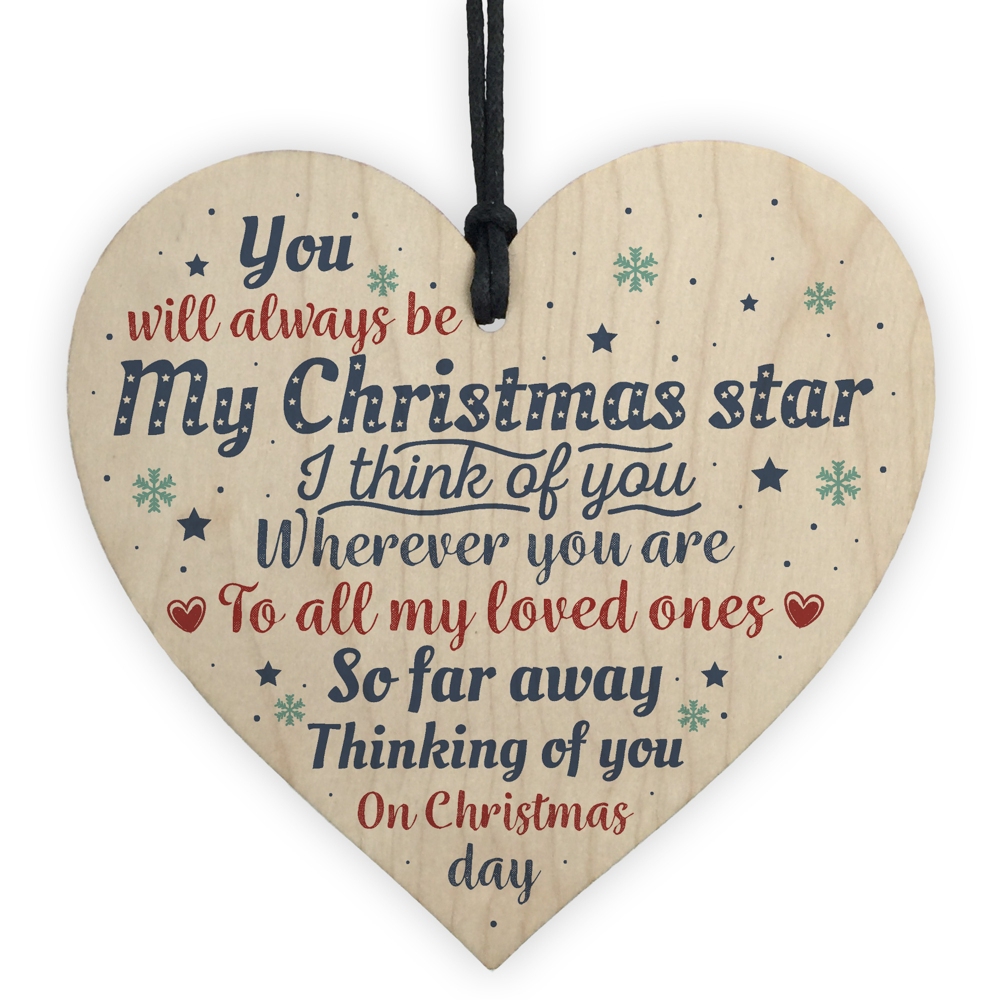 You
will always be
My Christmas star
I think of you
Wherever you are
To all my loved ones
So far away
Thinking of you
On Christmas
day